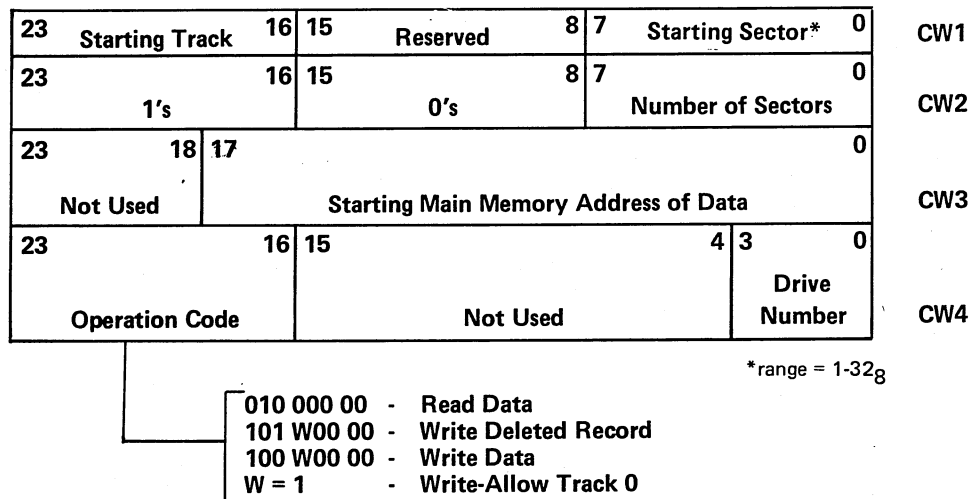 23 Starting Track 16 15 Reserved 8 7 Starting Sector* 0 CW1
23 16 15 8 7 0
1's 0's Number of Sectors CW2
23 18 17 0
Not Used Starting Main Memory Address of Data CW3
23 16 15 4 3 0
Drive
Operation Code Not Used Number CW4
*range = 1-32₈
010 000 00 - Read Data
101 W00 00 - Write Deleted Record
100 W00 00 - Write Data
W = 1 - Write-Allow Track 0